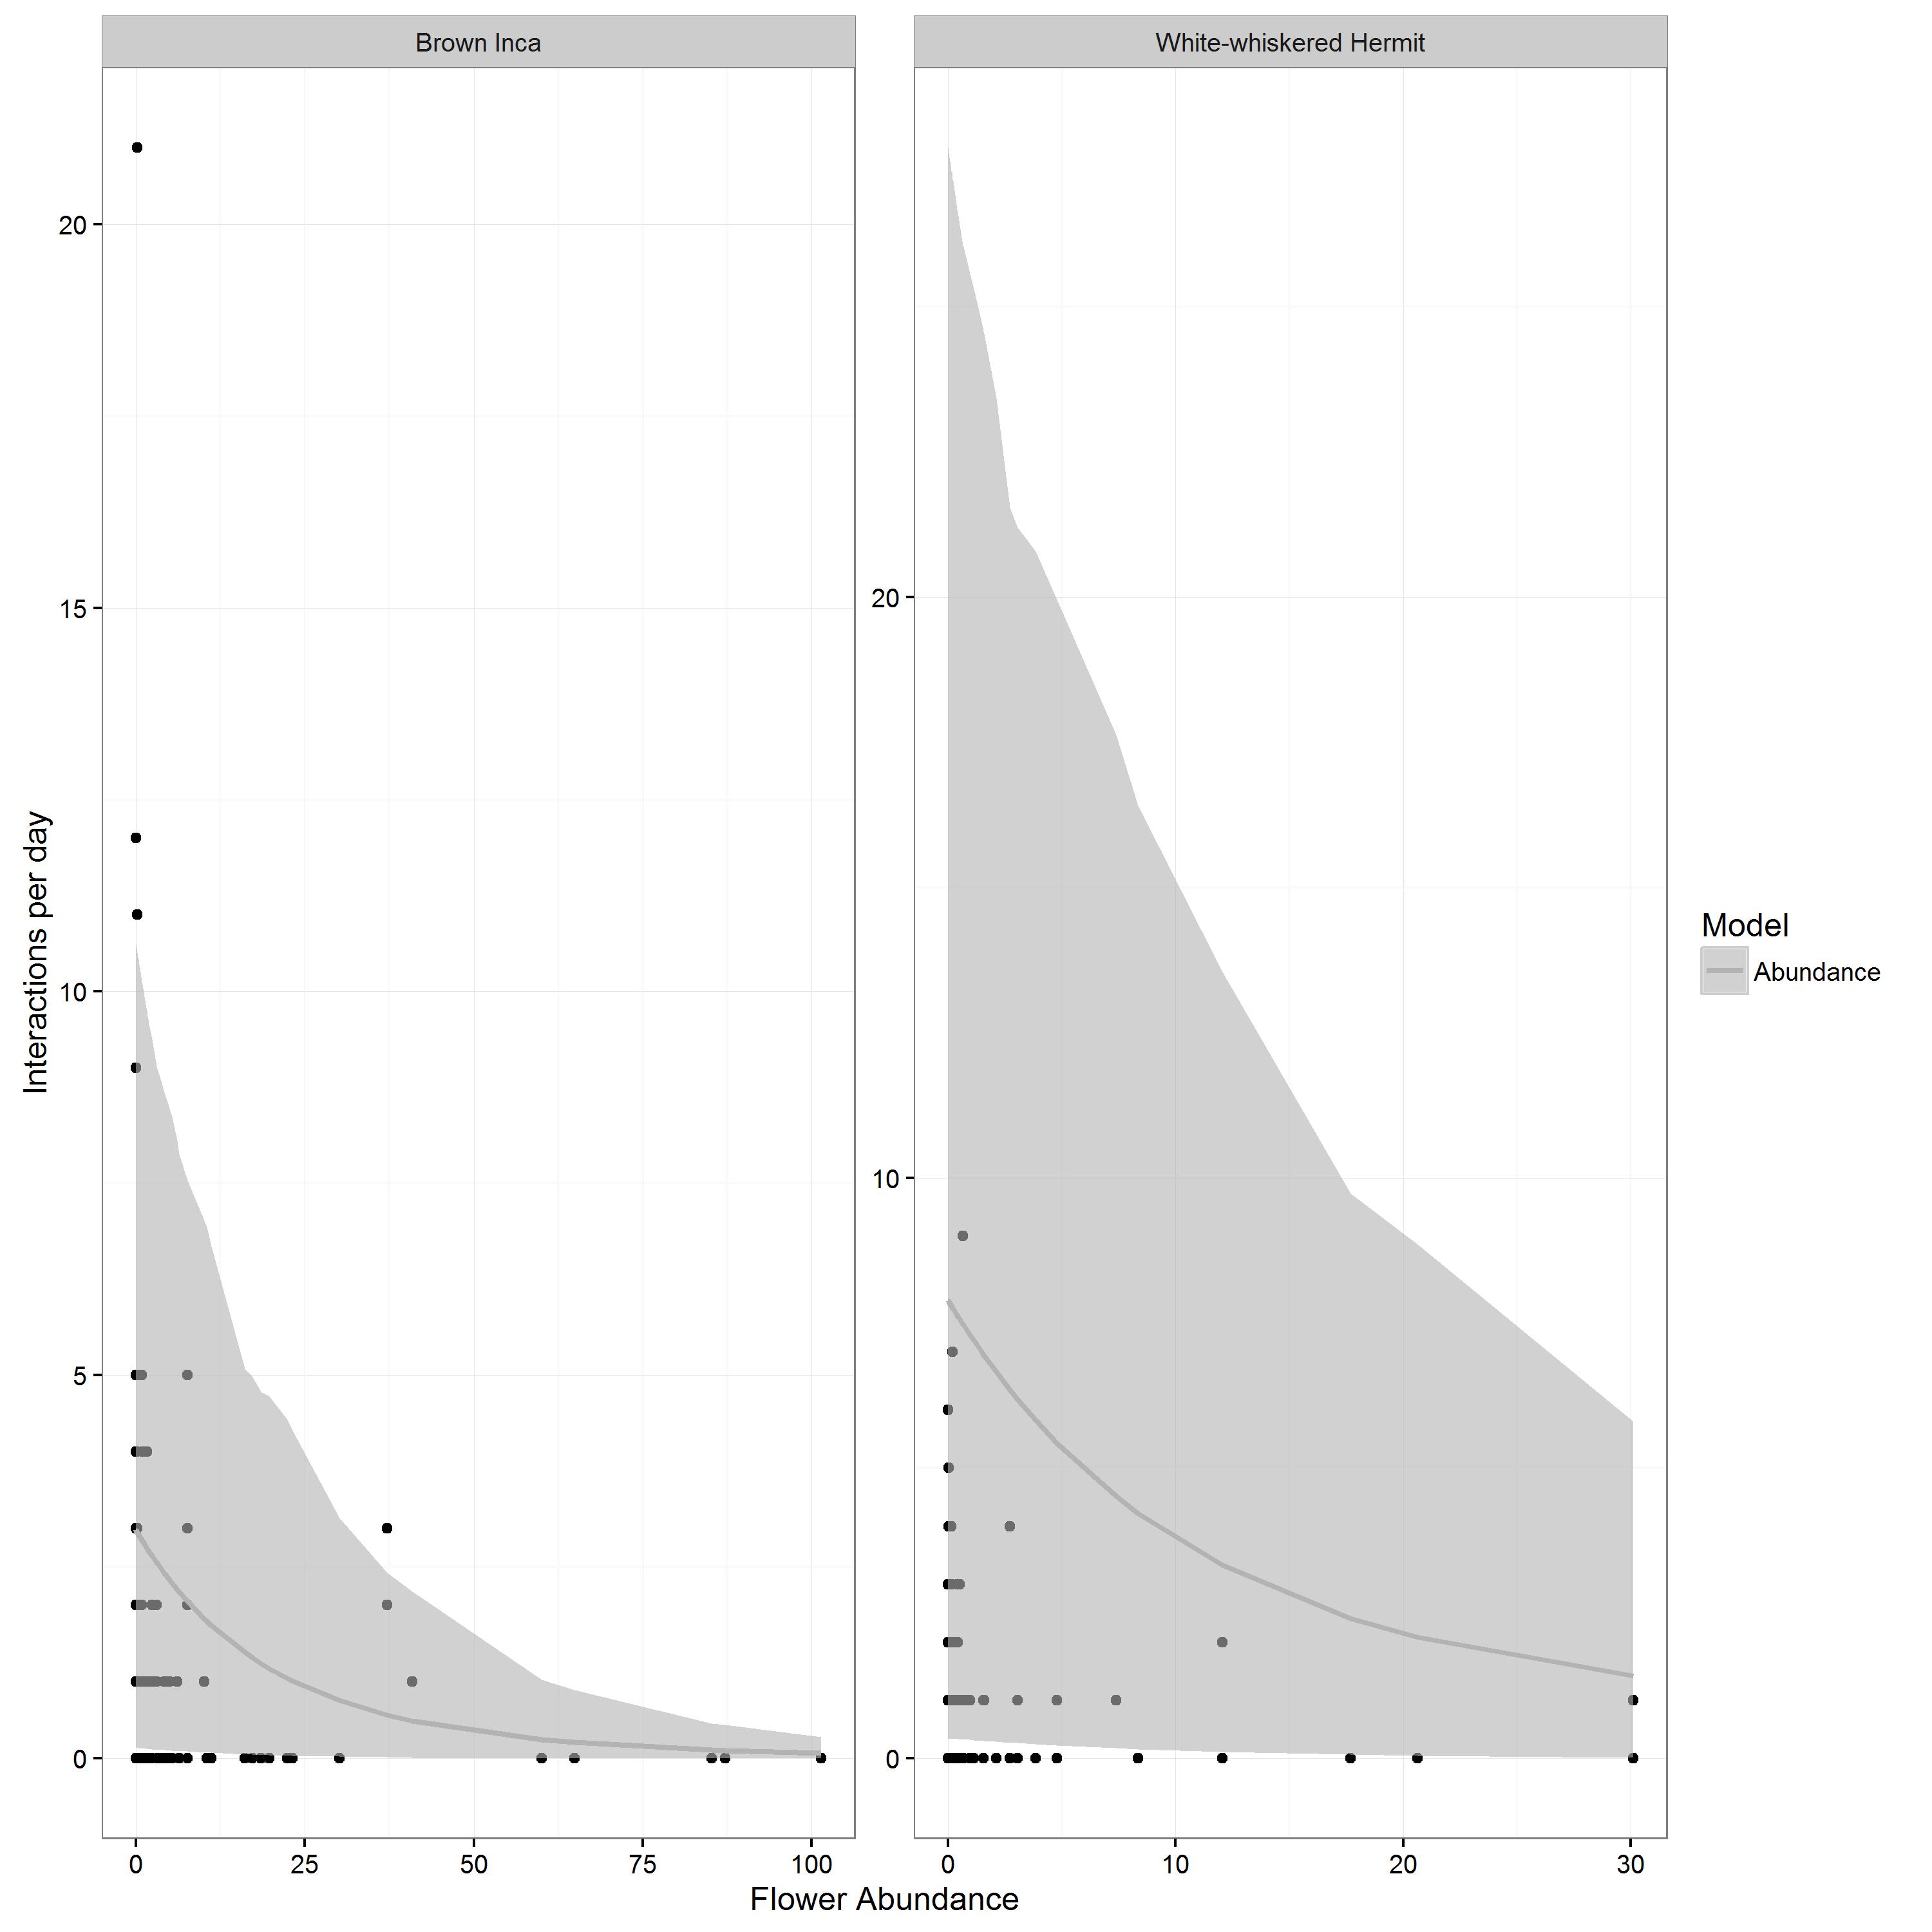 Brown Inca
White-whiskered Hermit
Interactions per day
20
15
10
5
0
20
10
0
0 25 50 75 100
0 10 20 30
Flower Abundance
Model
Abundance